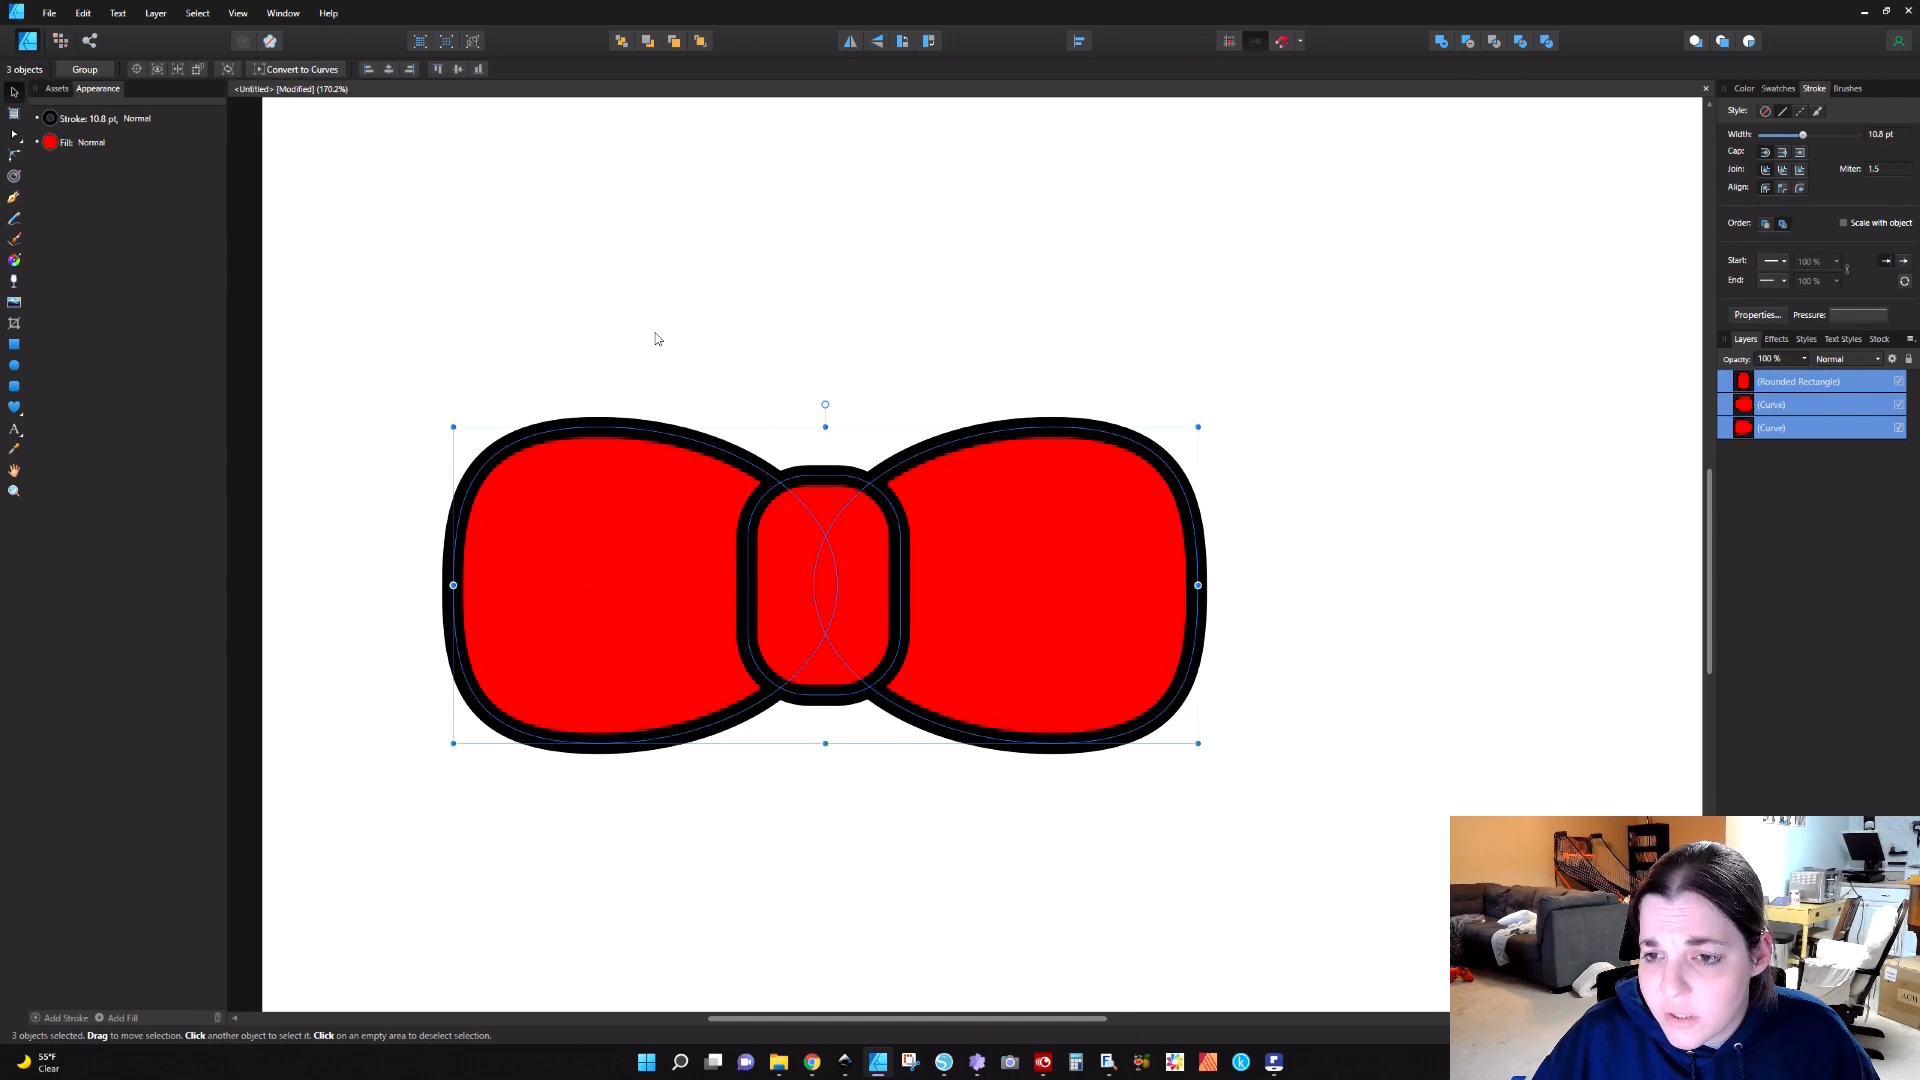 File Edit Text Layer Select View Window Help
3 objects Group Convert to Curves
Assets Appearance
<Untitled> [Modified] (170.2%)
Color Swatches Stroke Brushes
Stroke: 10.8 pt, Normal
Fill: Normal
Style:
Width: 10.8 pt
Cap:
Join: Miter: 1.5
Align:
Order: Scale with object
Start: 100 %
End: 100 %
Properties... Pressure:
Layers Effects Styles Text Styles Stock
Opacity: 100 % Normal
(Rounded Rectangle)
(Curve)
(Curve)
Add Stroke Add Fill
3 objects selected. Drag to move selection. Click another object to select it. Click on an empty area to deselect selection.
55°F
Clear